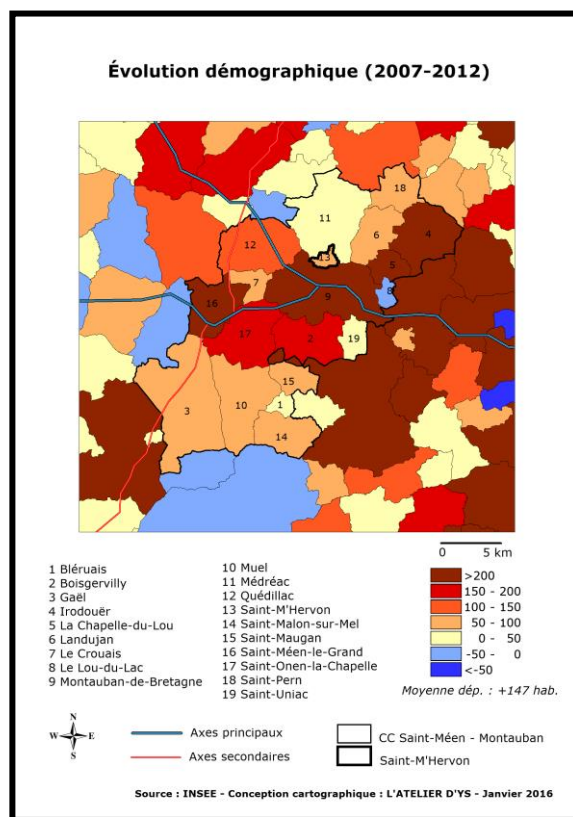 Évolution démographique (2007-2012)
18
11
6
4
12
13
5
7
9
8
16
17
2
19
15
3
10
1
14
0 5 km
1 Bléruais
2 Boisgervilly
3 Gaël
4 Irodouër
5 La Chapelle-du-Lou
6 Landujan
7 Le Crouais
8 Le Lou-du-Lac
9 Montauban-de-Bretagne
10 Muel
11 Médréac
12 Quédillac
13 Saint-M'Hervon
14 Saint-Malon-sur-Mel
15 Saint-Maugan
16 Saint-Méen-le-Grand
17 Saint-Onen-la-Chapelle
18 Saint-Pern
19 Saint-Uniac
>200
150 - 200
100 - 150
50 - 100
0 - 50
-50 - 0
<-50
Moyenne dép. : +147 hab.
N
W E
S
Axes principaux
Axes secondaires
CC Saint-Méen - Montauban
Saint-M'Hervon
Source : INSEE - Conception cartographique : L'ATELIER D'YS - Janvier 2016